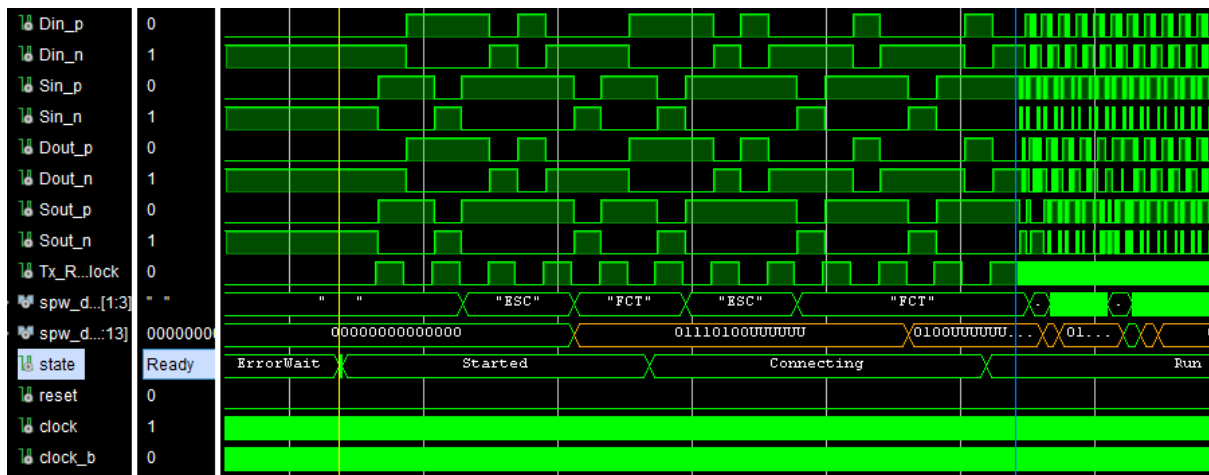 Din_p 0
Din_n 1
Sin_p 0
Sin_n 1
Dout_p 0
Dout_n 1
Sout_p 0
Sout_n 1
Tx_R...lock 0
spw_d...[1:3] " " " " "ESC" "FCT" "ESC" "FCT" . .
spw_d...:13] 00000000 00000000000000 01110100UUUUUU 0100UUUUUU... 01...
state Ready ErrorWait Started Connecting Run
reset 0
clock 1
clock_b 0